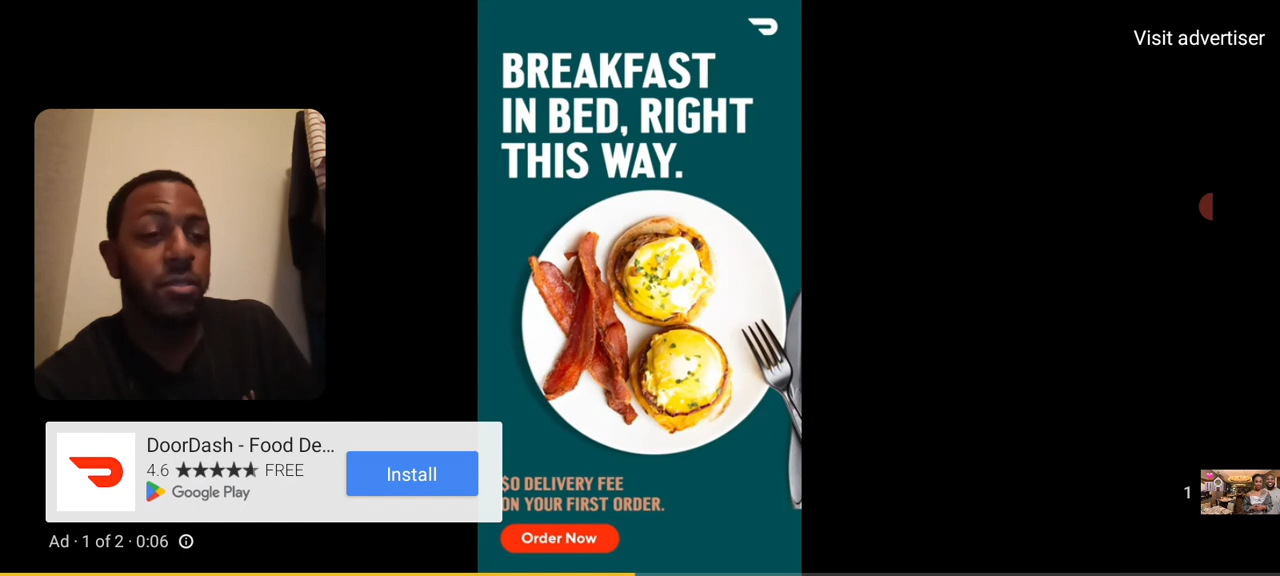 Visit advertiser
BREAKFAST
IN BED, RIGHT
THIS WAY.
DoorDash - Food De...
4.6 ★★★★★ FREE
Google Play
Install
$0 DELIVERY FEE
ON YOUR FIRST ORDER.
Order Now
Ad · 1 of 2 · 0:06
1